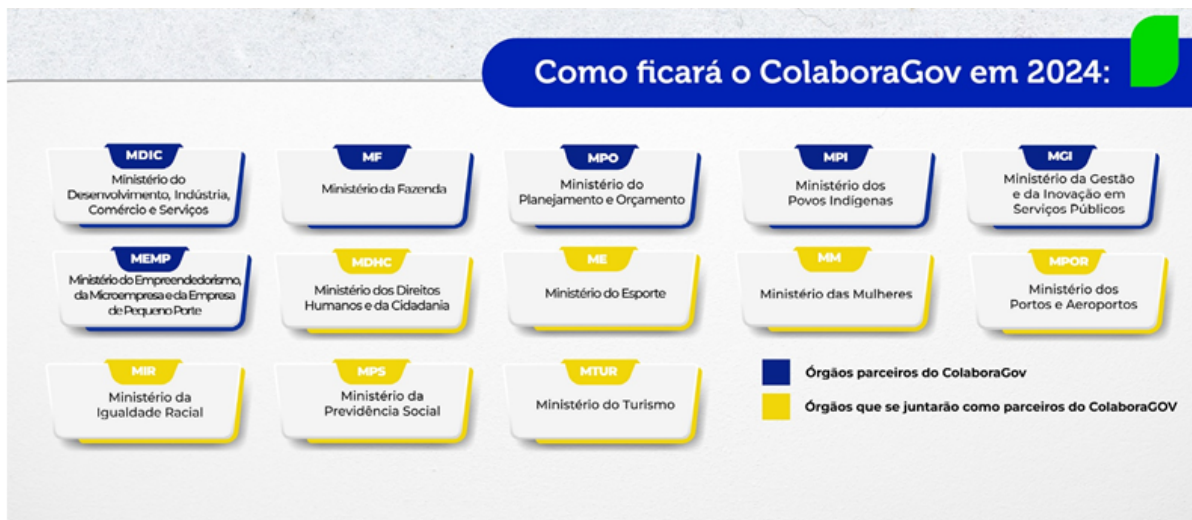 Como ficará o ColaboraGov em 2024:
MDIC
Ministério do
Desenvolvimento, Indústria,
Comércio e Serviços
MF
Ministério da Fazenda
MPO
Ministério do
Planejamento e Orçamento
MPI
Ministério dos
Povos Indígenas
MGI
Ministério da Gestão
e da Inovação em
Serviços Públicos
MEMP
Ministério do Empreendedorismo,
da Microempresa e da Empresa
de Pequeno Porte
MDHC
Ministério dos Direitos
Humanos e da Cidadania
ME
Ministério do Esporte
MM
Ministério das Mulheres
MPOR
Ministério dos
Portos e Aeroportos
MIR
Ministério da
Igualdade Racial
MPS
Ministério da
Previdência Social
MTUR
Ministério do Turismo
Órgãos parceiros do ColaboraGov
Órgãos que se juntarão como parceiros do ColaboraGOV